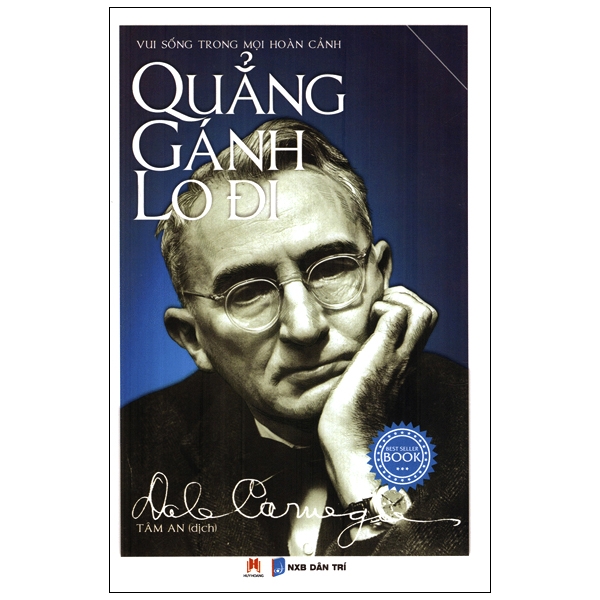 VUI SỐNG TRONG MỌI HOÀN CẢNH
QUẲNG
GÁNH
LO ĐI
BEST SELLER
BOOK
Dale Carnegie
TÂM AN (dịch)
HUYHOANG
NXB DÂN TRÍ